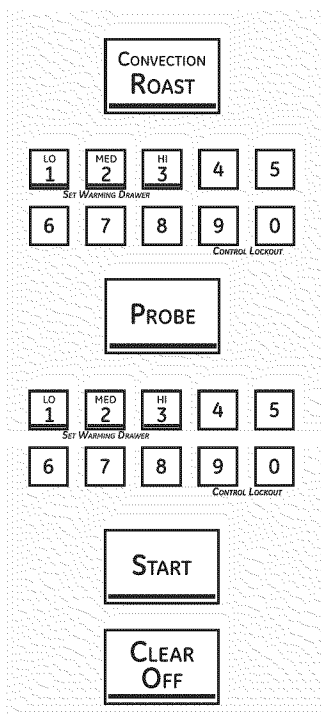 CONVECTION
ROAST
LO MED HI
1 2 3 4 5
SET WARMING DRAWER
6 7 8 9 0
CONTROL LOCKOUT
PROBE
LO MED HI
1 2 3 4 5
SET WARMING DRAWER
6 7 8 9 0
CONTROL LOCKOUT
START
CLEAR
OFF